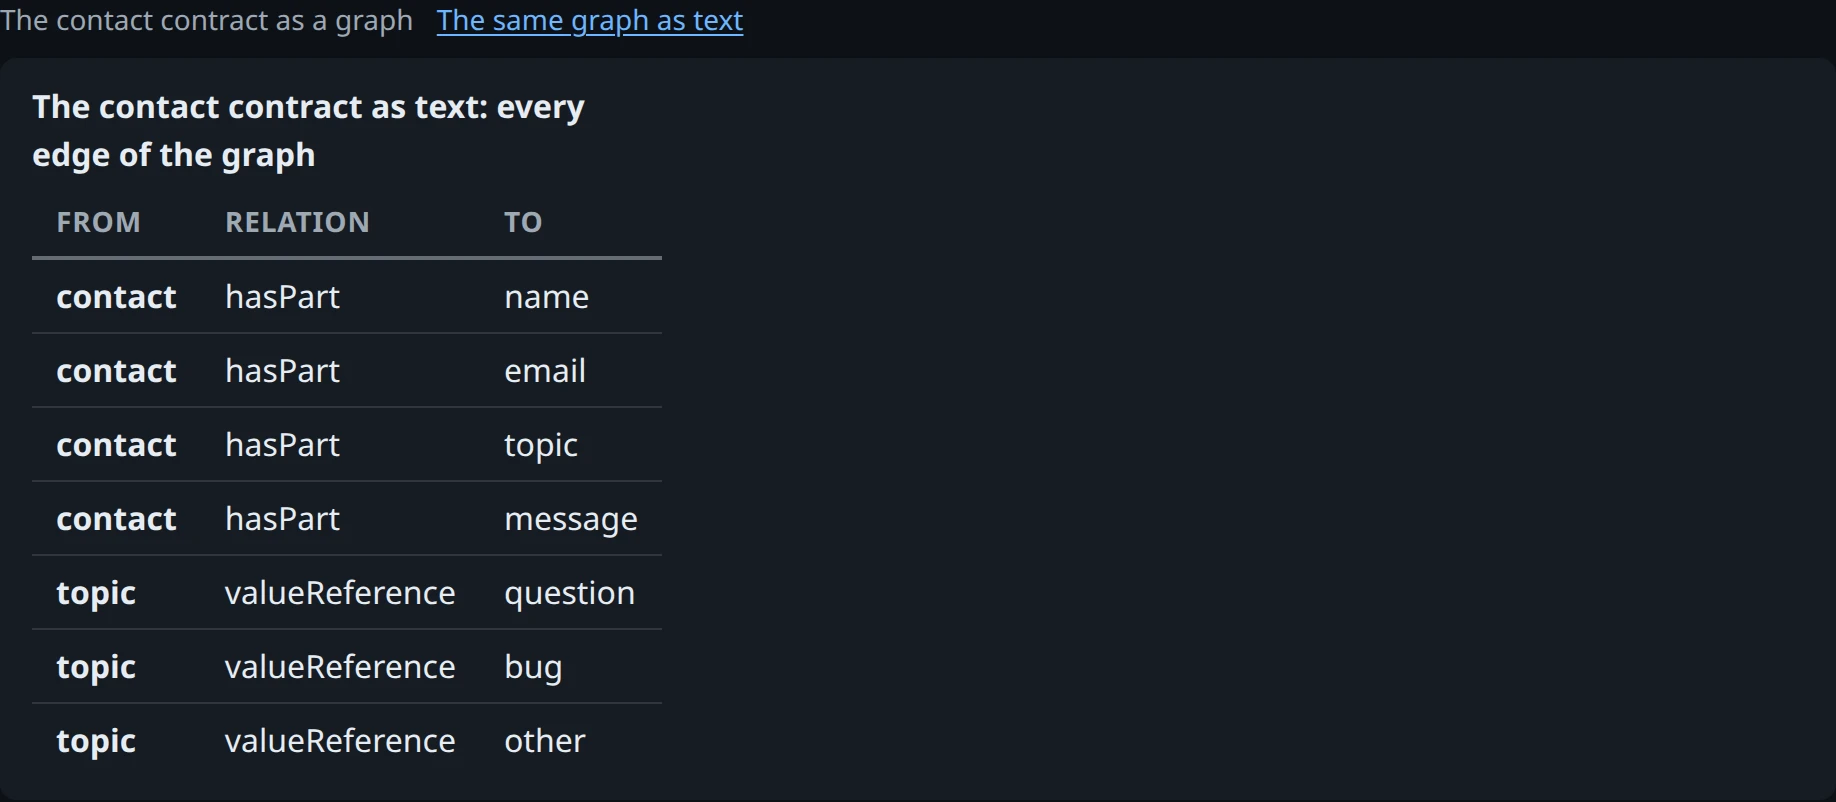 The contact contract as a graph The same graph as text
The contact contract as text: every
edge of the graph
FROM RELATION TO
contact hasPart name
contact hasPart email
contact hasPart topic
contact hasPart message
topic valueReference question
topic valueReference bug
topic valueReference other